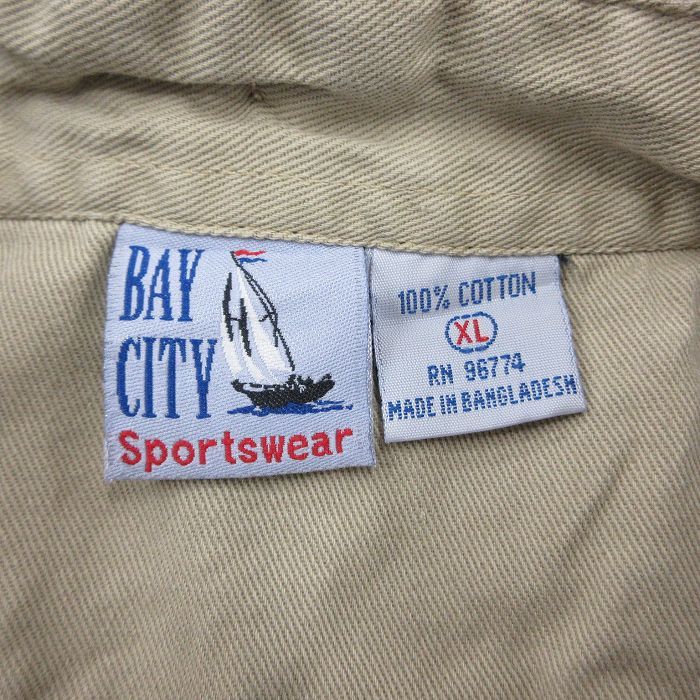 BAY
CITY
Sportswear
100% COTTON
XL
RN 96774
MADE IN BANGLADESH